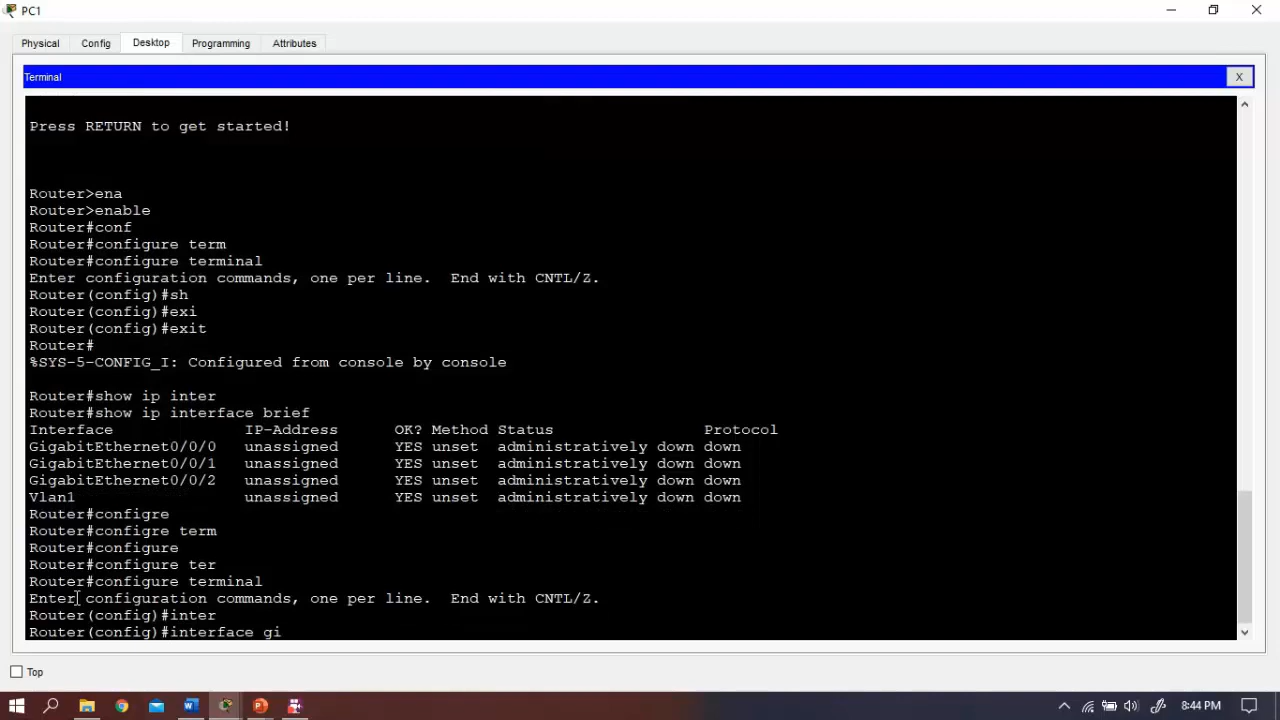 PC1
Physical Config Desktop Programming Attributes
Terminal X
Press RETURN to get started!
Router>ena
Router>enable
Router#conf
Router#configure term
Router#configure terminal
Enter configuration commands, one per line.  End with CNTL/Z.
Router(config)#sh
Router(config)#exi
Router(config)#exit
Router#
%SYS-5-CONFIG_I: Configured from console by console
Router#show ip inter
Router#show ip interface brief
Interface IP-Address OK? Method Status Protocol
GigabitEthernet0/0/0 unassigned YES unset administratively down down
GigabitEthernet0/0/1 unassigned YES unset administratively down down
GigabitEthernet0/0/2 unassigned YES unset administratively down down
Vlan1 unassigned YES unset administratively down down
Router#configre
Router#configre term
Router#configure
Router#configure ter
Router#configure terminal
Enter configuration commands, one per line.  End with CNTL/Z.
Router(config)#inter
Router(config)#interface gi
Top
8:44 PM